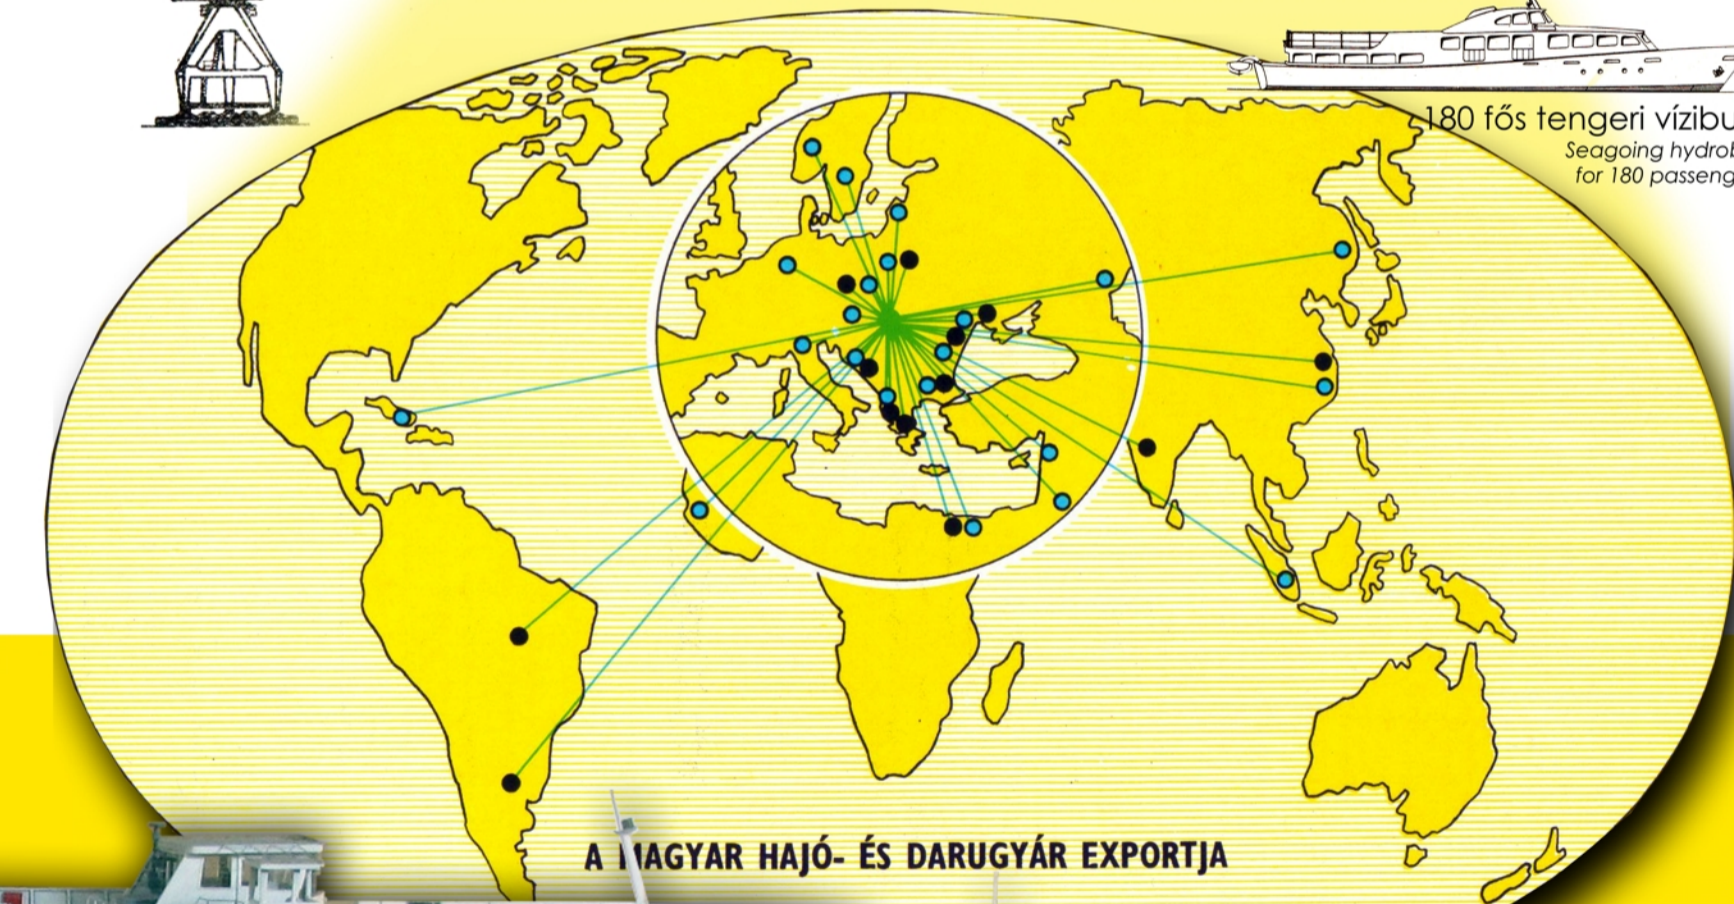 180 fős tengeri vízibu
Seagoing hydrob
for 180 passeng
A MAGYAR HAJÓ- ÉS DARUGYÁR EXPORTJA